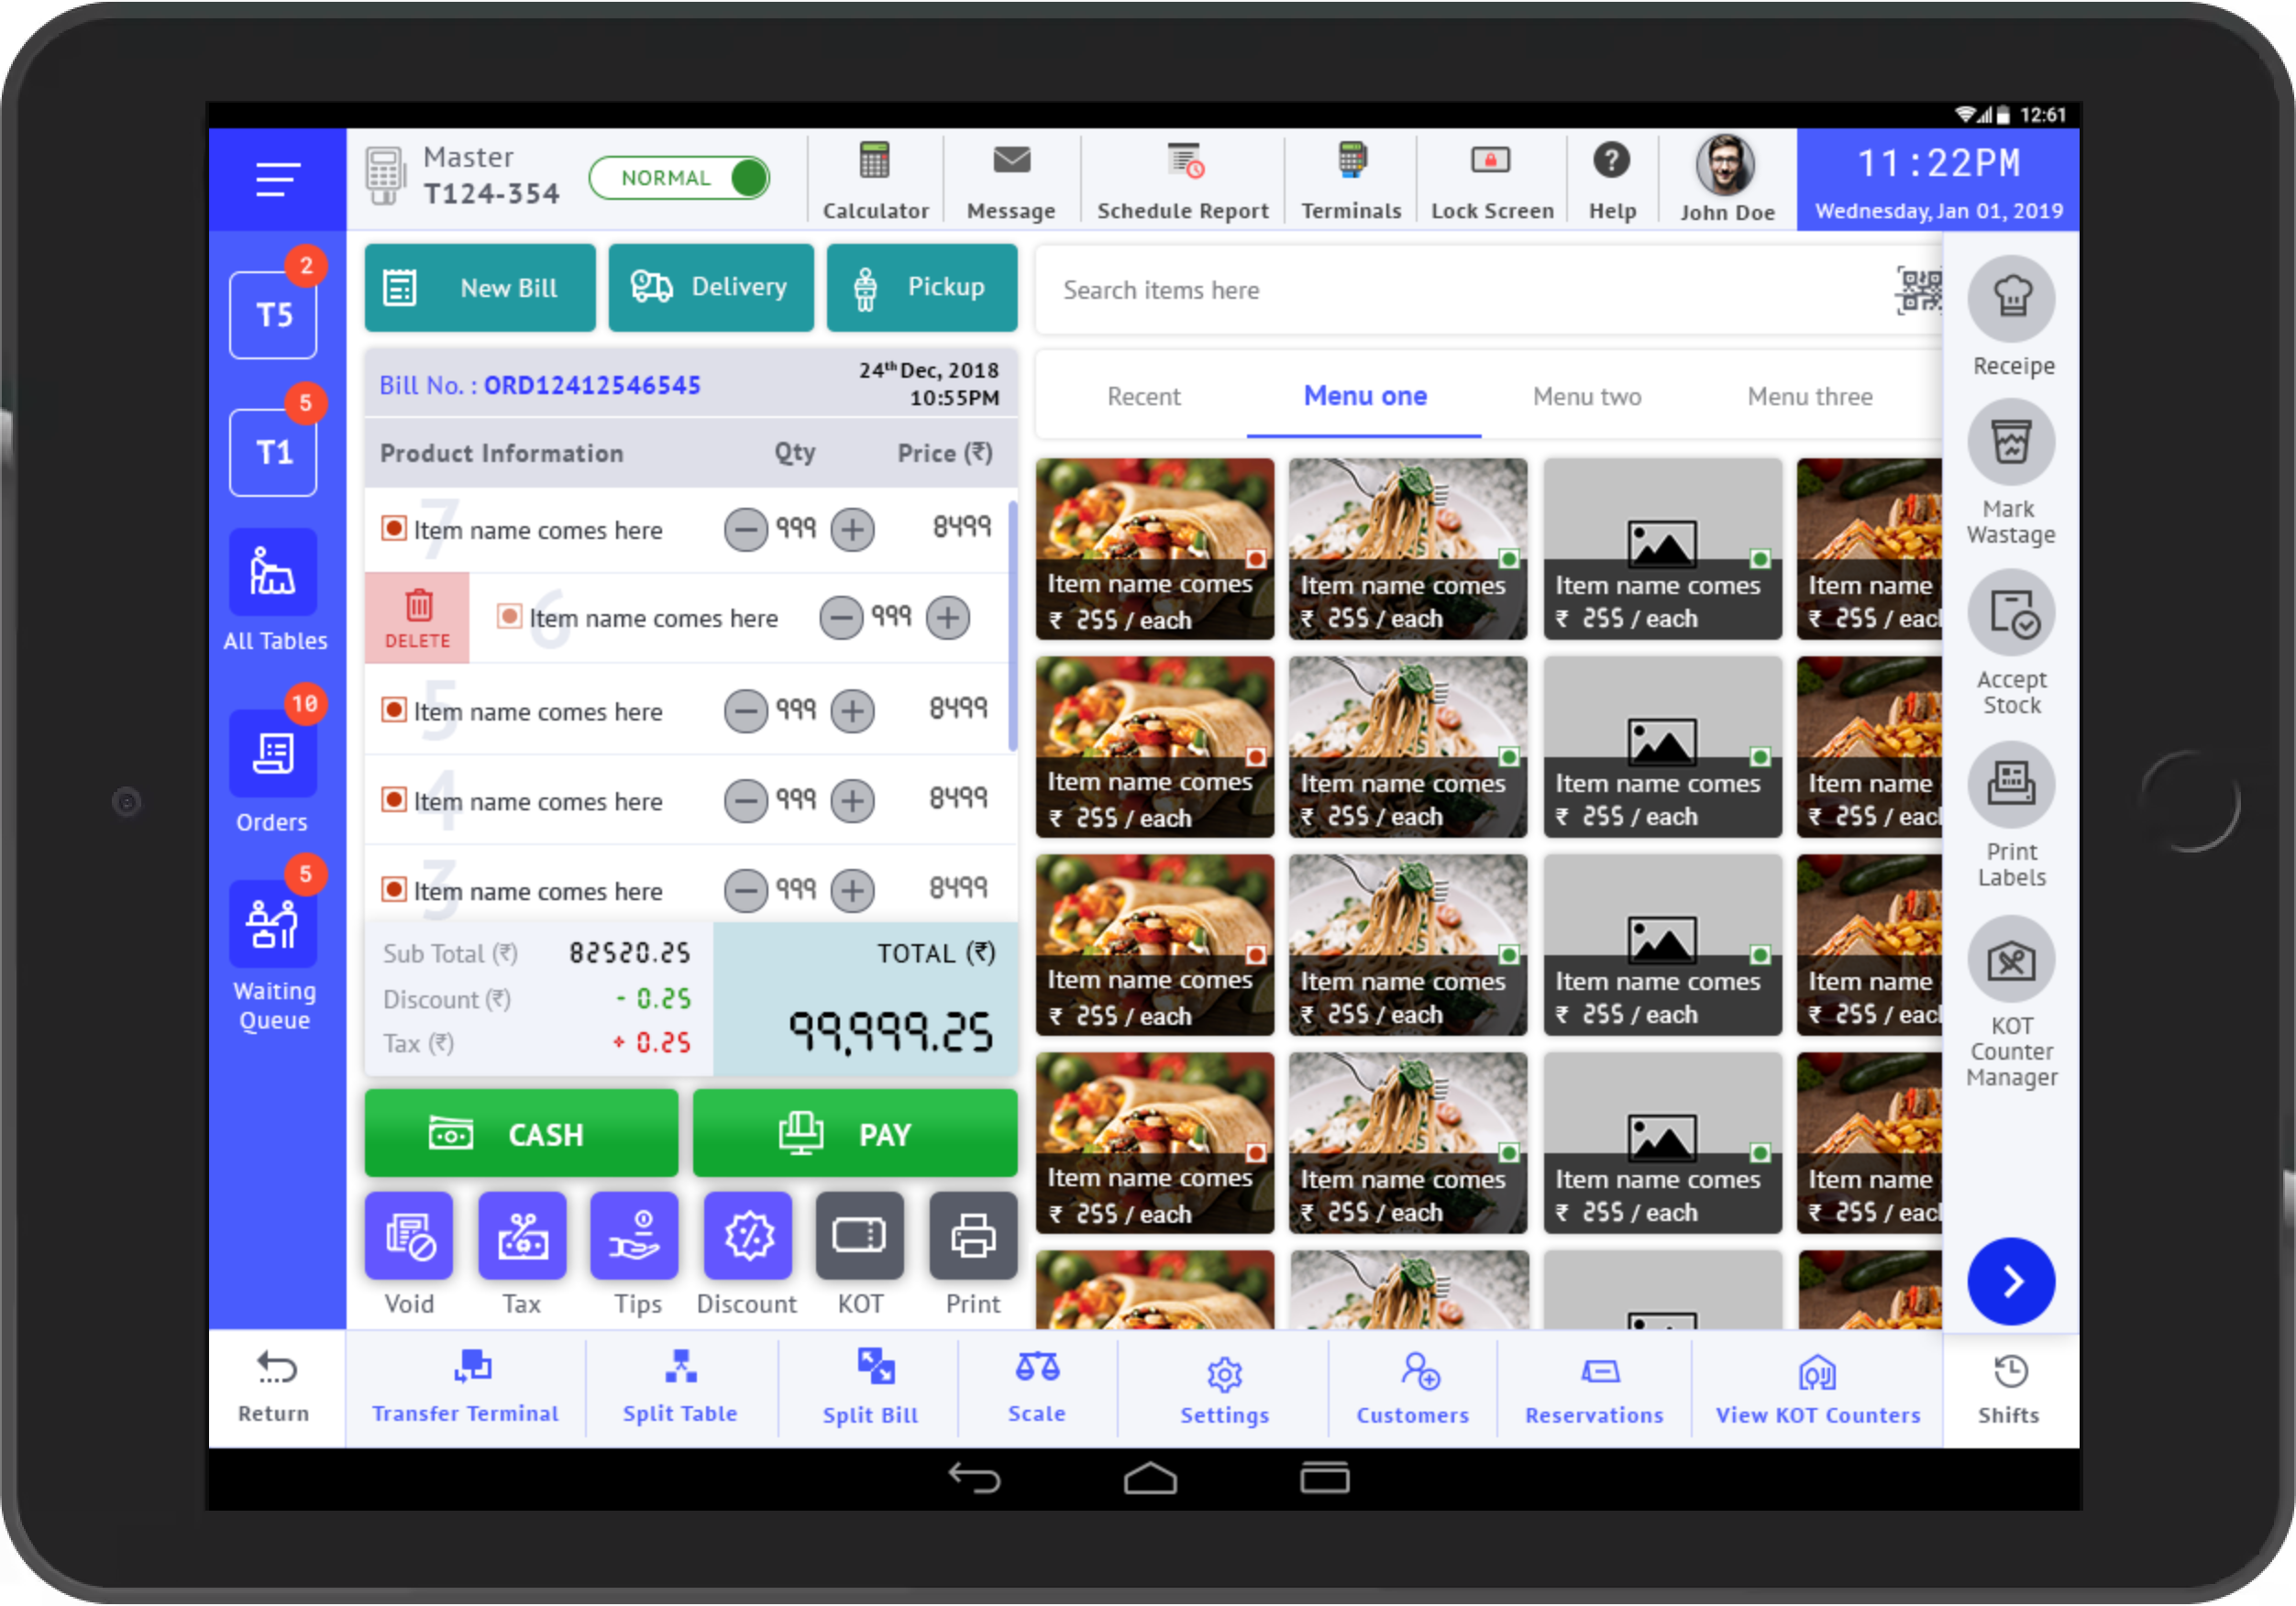 12:61
Master
T124-354
NORMAL
Calculator
Message
Schedule Report
Terminals
Lock Screen
Help
John Doe
11:22PM
Wednesday, Jan 01, 2019
2
T5
5
T1
All Tables
10
Orders
5
Waiting
Queue
New Bill
Delivery
Pickup
Bill No. : ORD12412546545
24th Dec, 2018
10:55PM
Product Information
Qty
Price (₹)
7
Item name comes here
999
8499
DELETE
6
Item name comes here
999
5
Item name comes here
999
8499
4
Item name comes here
999
8499
3
Item name comes here
999
8499
Sub Total (₹)
82520.25
Discount (₹)
- 0.25
Tax (₹)
+ 0.25
TOTAL (₹)
99,999.25
CASH
PAY
Void
Tax
Tips
Discount
KOT
Print
Search items here
Recent
Menu one
Menu two
Menu three
Item name comes
₹ 255 / each
Item name comes
₹ 255 / each
Item name comes
₹ 255 / each
Item name
₹ 255 / eac
Item name comes
₹ 255 / each
Item name comes
₹ 255 / each
Item name comes
₹ 255 / each
Item name
₹ 255 / eac
Item name comes
₹ 255 / each
Item name comes
₹ 255 / each
Item name comes
₹ 255 / each
Item name
₹ 255 / eac
Item name comes
₹ 255 / each
Item name comes
₹ 255 / each
Item name comes
₹ 255 / each
Item name
₹ 255 / eac
Receipe
Mark
Wastage
Accept
Stock
Print
Labels
KOT
Counter
Manager
Return
Transfer Terminal
Split Table
Split Bill
Scale
Settings
Customers
Reservations
View KOT Counters
Shifts